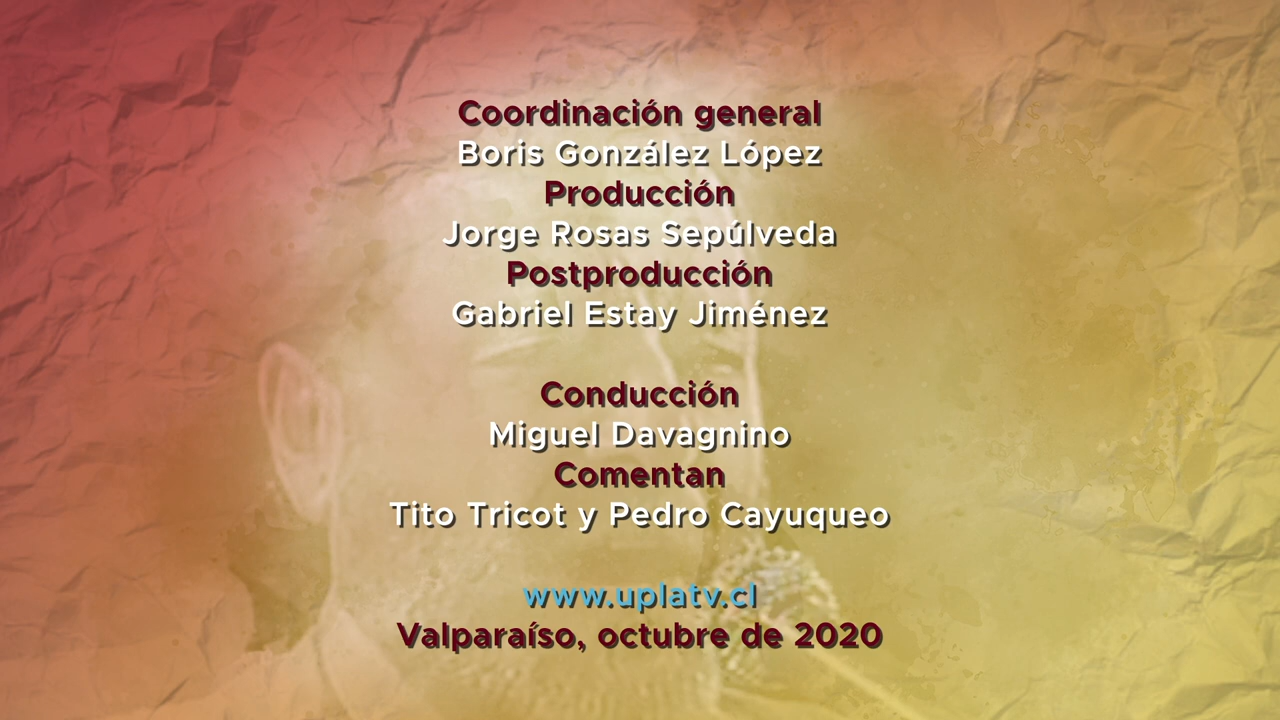 Coordinación general
Boris González López
Producción
Jorge Rosas Sepúlveda
Postproducción
Gabriel Estay Jiménez
Conducción
Miguel Davagnino
Comentan
Tito Tricot y Pedro Cayuqueo
www.uplatv.cl
Valparaíso, octubre de 2020